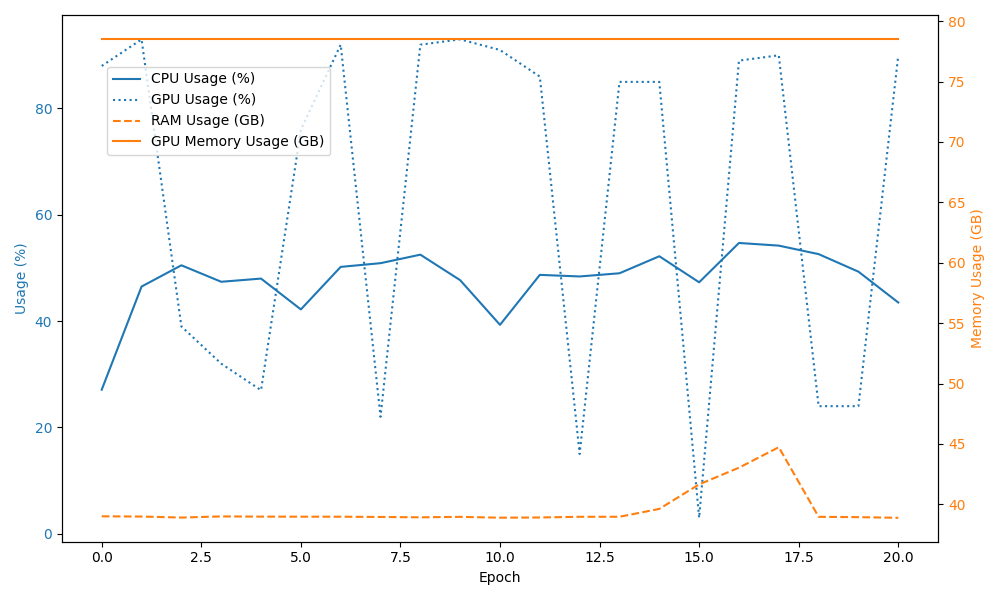 CPU Usage (%)
GPU Usage (%)
RAM Usage (GB)
GPU Memory Usage (GB)
Usage (%)
80
60
40
20
0
80
75
70
65
60
55
50
45
40
Memory Usage (GB)
0.0 2.5 5.0 7.5 10.0 12.5 15.0 17.5 20.0
Epoch